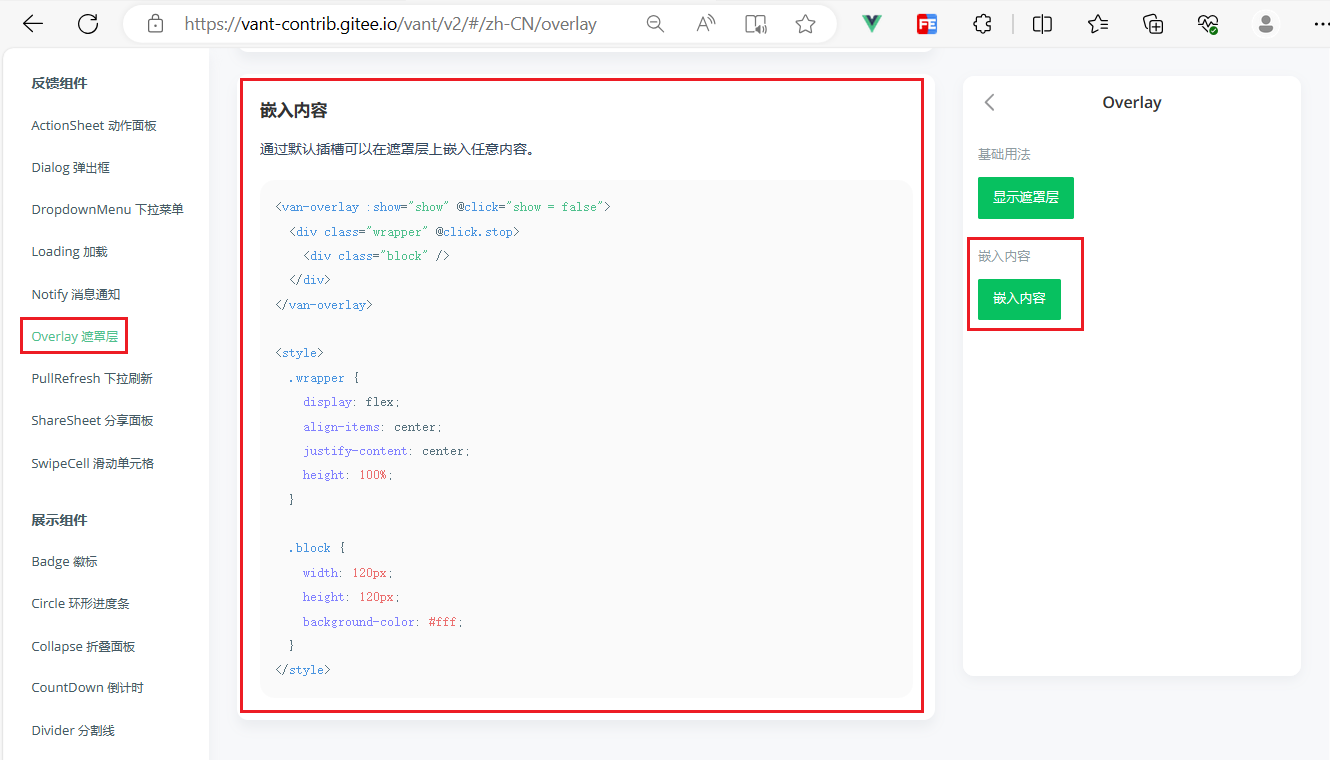 https://vant-contrib.gitee.io/vant/v2/#/zh-CN/overlay
反馈组件
ActionSheet 动作面板
Dialog 弹出框
DropdownMenu 下拉菜单
Loading 加载
Notify 消息通知
Overlay 遮罩层
PullRefresh 下拉刷新
ShareSheet 分享面板
SwipeCell 滑动单元格
展示组件
Badge 徽标
Circle 环形进度条
Collapse 折叠面板
CountDown 倒计时
Divider 分割线
嵌入内容
通过默认插槽可以在遮罩层上嵌入任意内容。
<van-overlay :show="show" @click="show = false">
  <div class="wrapper" @click.stop>
    <div class="block" />
  </div>
</van-overlay>
<style>
  .wrapper {
    display: flex;
    align-items: center;
    justify-content: center;
    height: 100%;
  }
  .block {
    width: 120px;
    height: 120px;
    background-color: #fff;
  }
</style>
Overlay
基础用法
显示遮罩层
嵌入内容
嵌入内容